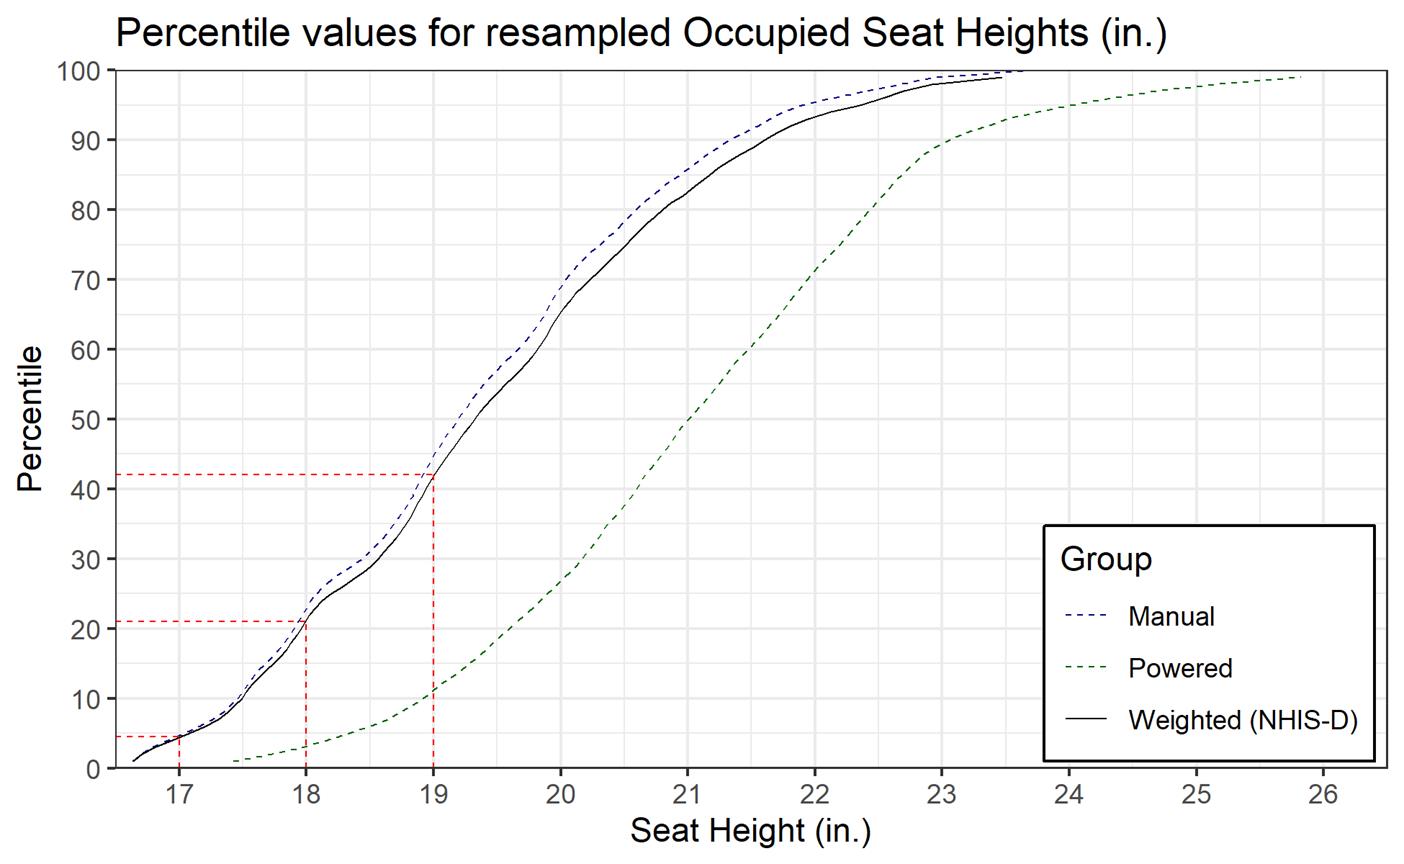 Percentile values for resampled Occupied Seat Heights (in.)
100
90
80
70
60
50
40
30
20
10
0
Percentile
Group
Manual
Powered
Weighted (NHIS-D)
17 18 19 20 21 22 23 24 25 26
Seat Height (in.)